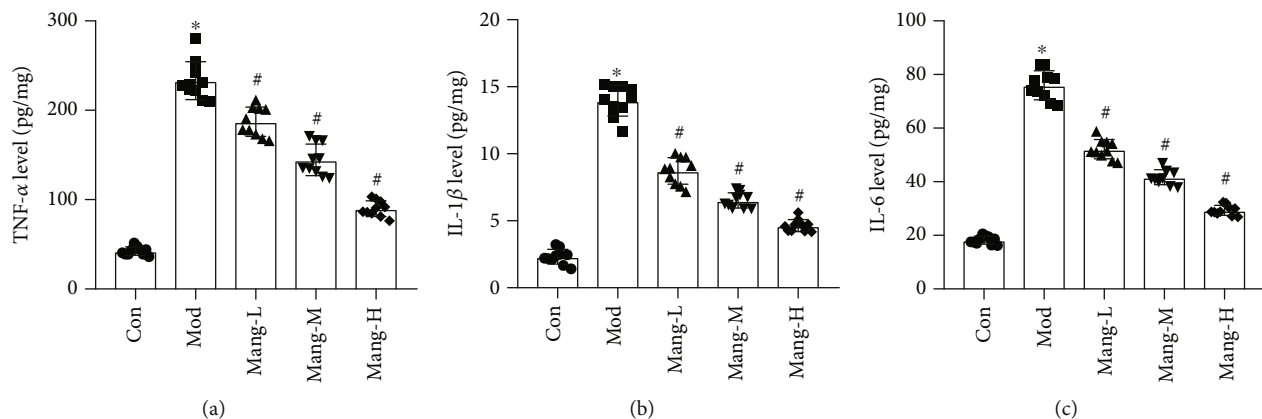 TNF-α level (pg/mg)
300
200
100
0
*
#
#
#
Con
Mod
Mang-L
Mang-M
Mang-H
(a)
IL-1β level (pg/mg)
20
15
10
5
0
*
#
#
#
Con
Mod
Mang-L
Mang-M
Mang-H
(b)
IL-6 level (pg/mg)
100
80
60
40
20
0
*
#
#
#
Con
Mod
Mang-L
Mang-M
Mang-H
(c)